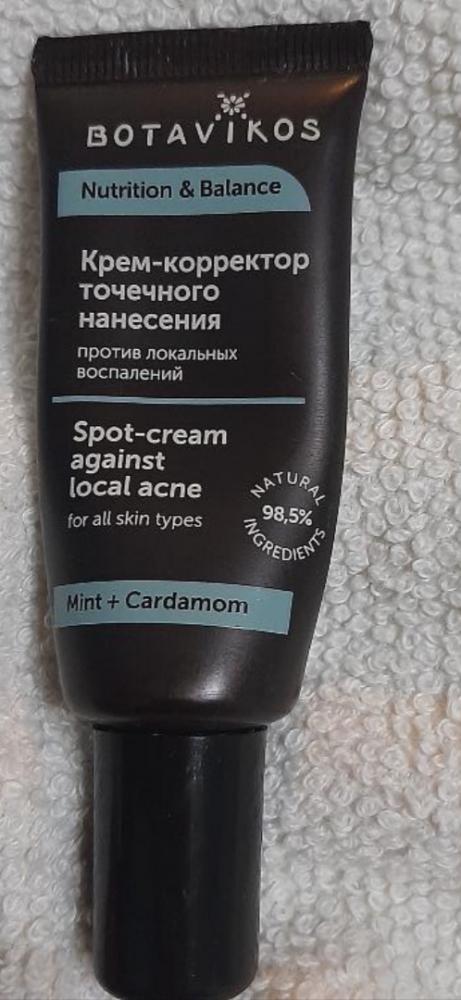 BOTAVIKOS
Nutrition & Balance
Крем-корректор
точечного
нанесения
против локальных
воспалений
Spot-cream
against
local acne
for all skin types
NATURAL
98,5%
INGREDIENTS
Mint + Cardamom